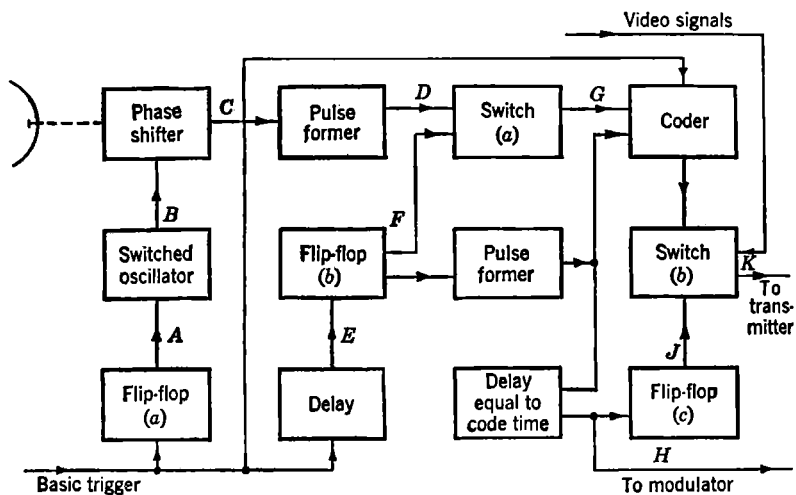 Video signals
Phase
shifter
C
Pulse
former
D
Switch
(a)
G
Coder
B
F
Switched
oscillator
Flip-flop
(b)
Pulse
former
Switch
(b)
K
To
trans-
mitter
A
E
J
Flip-flop
(a)
Delay
Delay
equal to
code time
Flip-flop
(c)
H
Basic trigger
To modulator